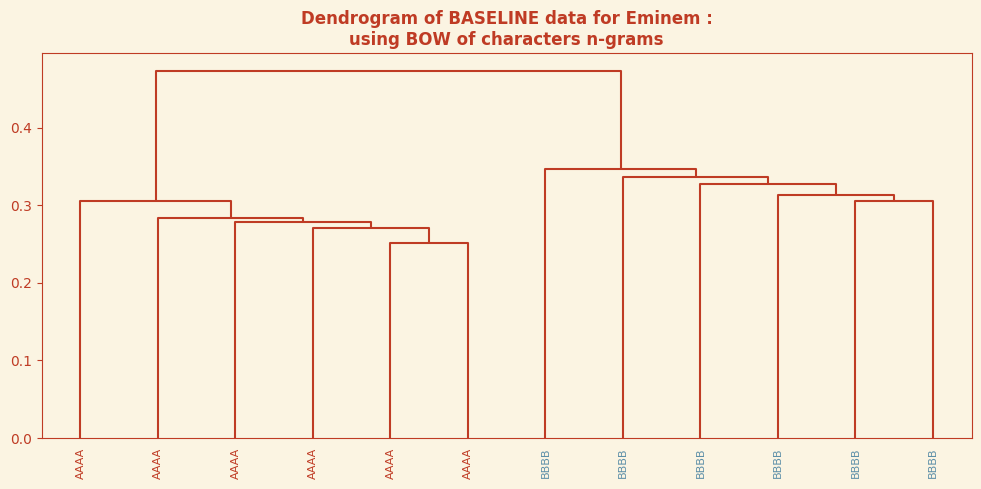 Dendrogram of BASELINE data for Eminem :
using BOW of characters n-grams
0.4
0.3
0.2
0.1
0.0
AAAA
AAAA
AAAA
AAAA
AAAA
AAAA
BBBB
BBBB
BBBB
BBBB
BBBB
BBBB